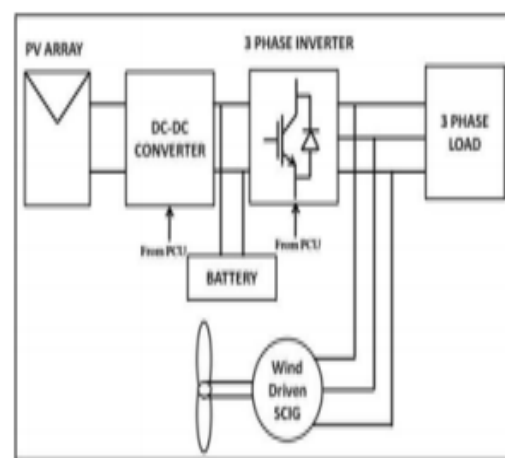 PV ARRAY
3 PHASE INVERTER
DC-DC
CONVERTER
3 PHASE
LOAD
From PCU
From PCU
BATTERY
Wind
Driven
SCIG